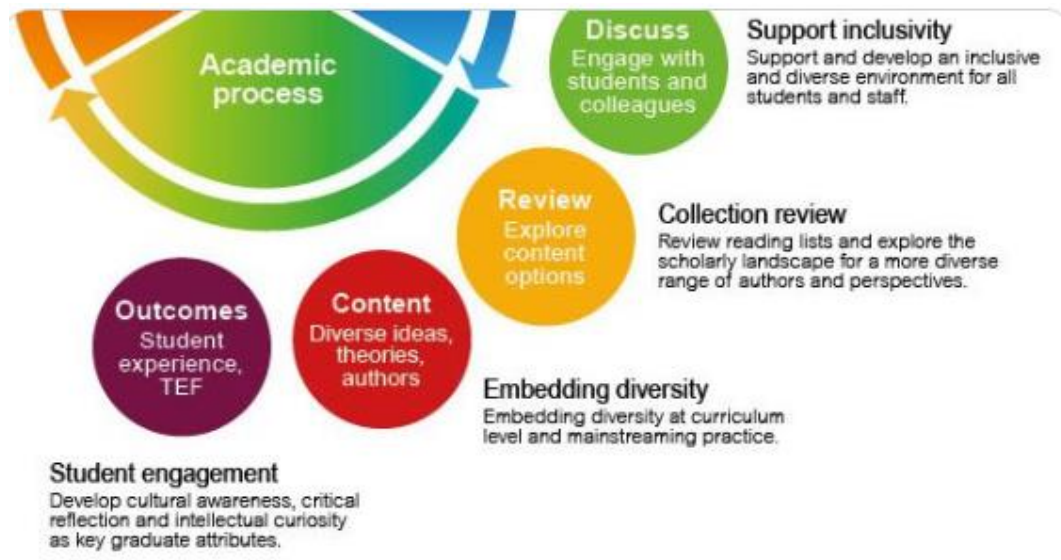 Academic
process
Discuss
Engage with
students and
colleagues
Support inclusivity
Support and develop an inclusive
and diverse environment for all
students and staff.
Review
Explore
content
options
Collection review
Review reading lists and explore the
scholarly landscape for a more diverse
range of authors and perspectives.
Content
Diverse ideas,
theories,
authors
Embedding diversity
Embedding diversity at curriculum
level and mainstreaming practice.
Outcomes
Student
experience,
TEF
Student engagement
Develop cultural awareness, critical
reflection and intellectual curiosity
as key graduate attributes.